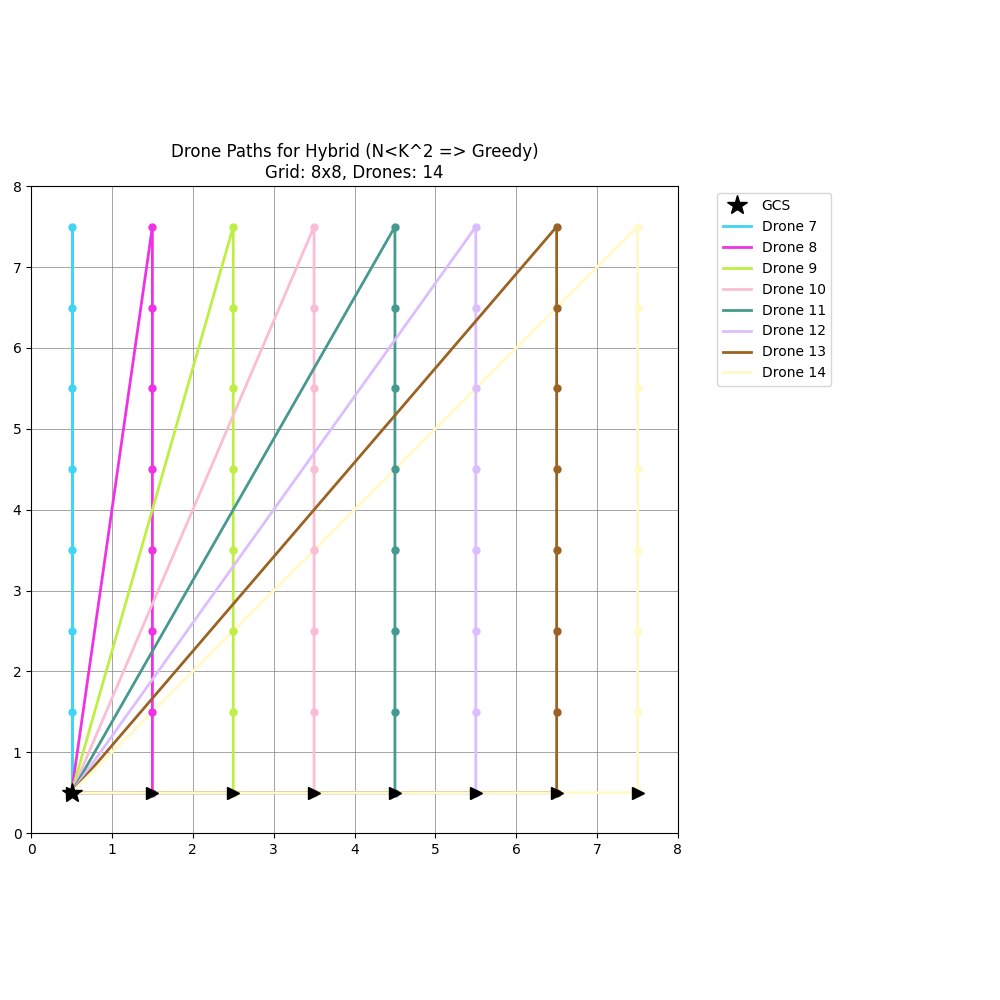 Drone Paths for Hybrid (N<K^2 => Greedy)
Grid: 8x8, Drones: 14
8
7
6
5
4
3
2
1
0
0 1 2 3 4 5 6 7 8
GCS
Drone 7
Drone 8
Drone 9
Drone 10
Drone 11
Drone 12
Drone 13
Drone 14